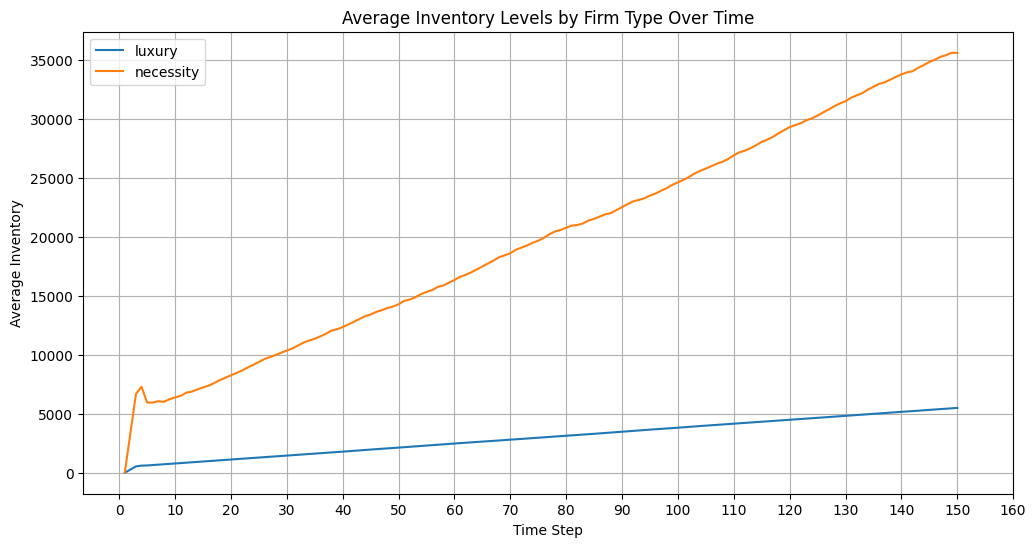 Average Inventory Levels by Firm Type Over Time
luxury
necessity
Average Inventory
35000
30000
25000
20000
15000
10000
5000
0
0 10 20 30 40 50 60 70 80 90 100 110 120 130 140 150 160
Time Step